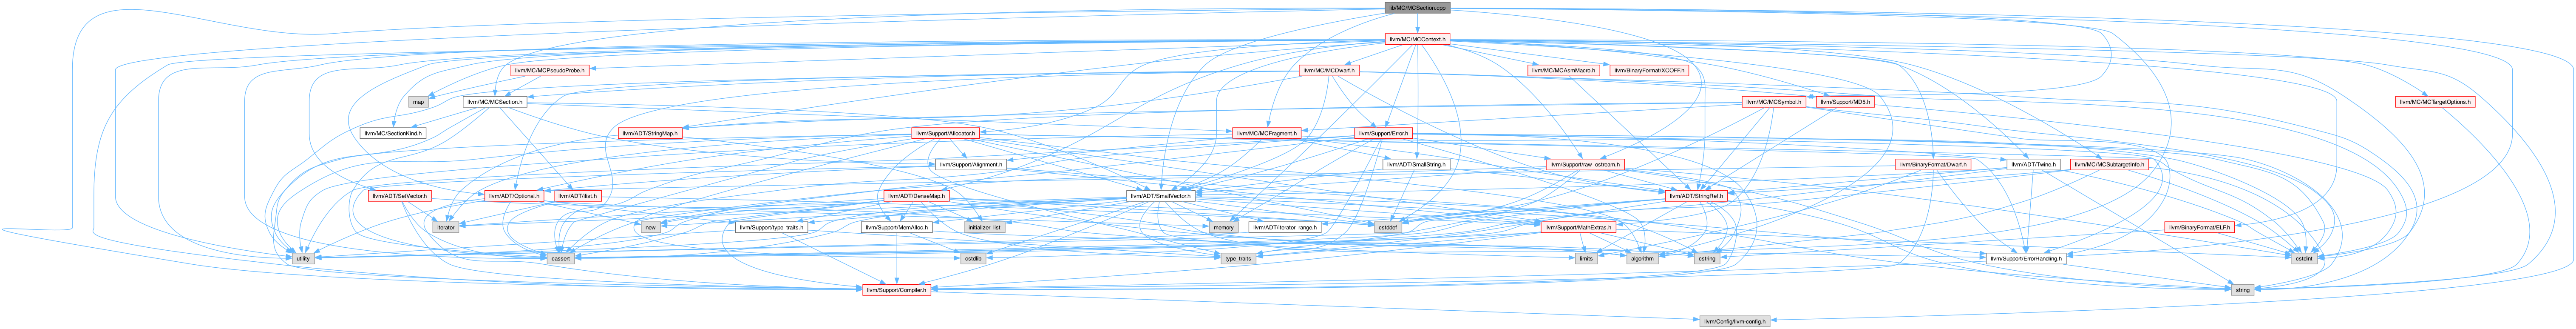 lib/MC/MCSection.cpp
llvm/MC/MCContext.h
llvm/MC/MCPseudoProbe.h
llvm/MC/MCDwarf.h
llvm/MC/MCAsmMacro.h
llvm/BinaryFormat/XCOFF.h
map
llvm/MC/MCSection.h
llvm/MC/MCSymbol.h
llvm/Support/MD5.h
llvm/MC/MCTargetOptions.h
llvm/MC/SectionKind.h
llvm/ADT/StringMap.h
llvm/Support/Allocator.h
llvm/MC/MCFragment.h
llvm/Support/Error.h
llvm/Support/Alignment.h
llvm/ADT/SmallString.h
llvm/Support/raw_ostream.h
llvm/BinaryFormat/Dwarf.h
llvm/ADT/Twine.h
llvm/MC/MCSubtargetInfo.h
llvm/ADT/SetVector.h
llvm/ADT/Optional.h
llvm/ADT/ilist.h
llvm/ADT/DenseMap.h
llvm/ADT/SmallVector.h
llvm/ADT/StringRef.h
iterator
new
llvm/Support/type_traits.h
llvm/Support/MemAlloc.h
initializer_list
memory
llvm/ADT/iterator_range.h
cstddef
llvm/Support/MathExtras.h
llvm/BinaryFormat/ELF.h
utility
cassert
cstdlib
type_traits
limits
algorithm
cstring
llvm/Support/ErrorHandling.h
cstdint
llvm/Support/Compiler.h
string
llvm/Config/llvm-config.h